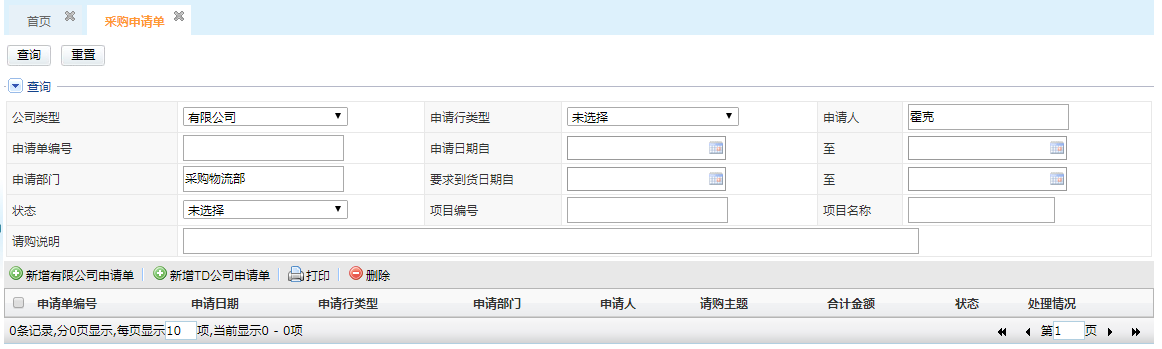 首页 采购申请单
查询 重置
查询
公司类型 有限公司 申请行类型 未选择 申请人 霍克
申请单编号 申请日期自 至
申请部门 采购物流部 要求到货日期自 至
状态 未选择 项目编号 项目名称
请购说明
新增有限公司申请单 新增TD公司申请单 打印 删除
申请单编号 申请日期 申请行类型 申请部门 申请人 请购主题 合计金额 状态 处理情况
0条记录,分0页显示,每页显示10项,当前显示0 - 0项 第1页